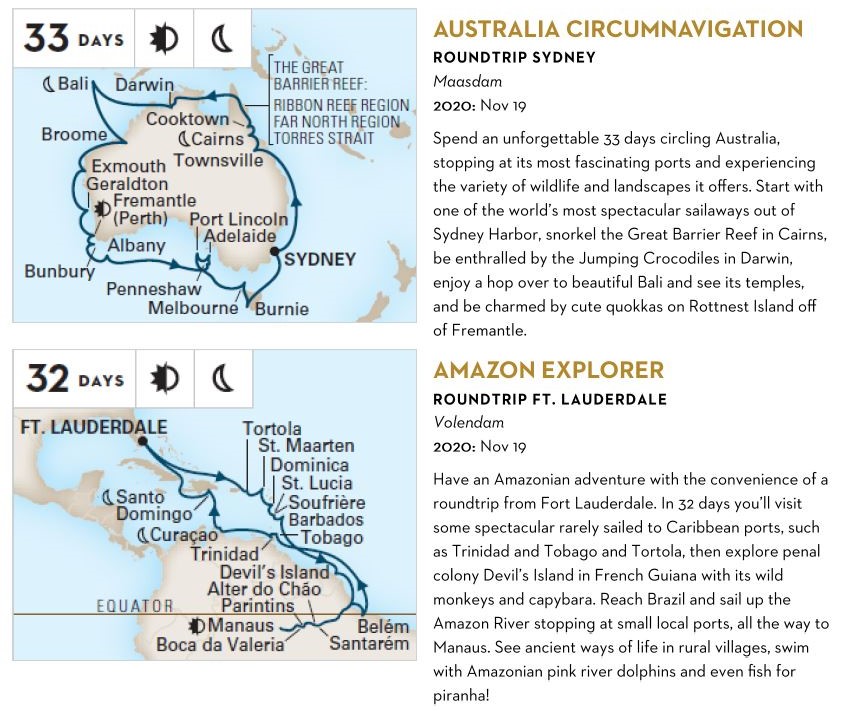 33 DAYS
Bali
Darwin
THE GREAT
BARRIER REEF:
RIBBON REEF REGION
FAR NORTH REGION
TORRES STRAIT
Cooktown
Cairns
Townsville
Broome
Exmouth
Geraldton
Fremantle
(Perth)
Port Lincoln
Adelaide
Albany
SYDNEY
Bunbury
Penneshaw
Melbourne
Burnie
AUSTRALIA CIRCUMNAVIGATION
ROUNDTRIP SYDNEY
Maasdam
2020: Nov 19
Spend an unforgettable 33 days circling Australia,
stopping at its most fascinating ports and experiencing
the variety of wildlife and landscapes it offers. Start with
one of the world's most spectacular sailaways out of
Sydney Harbor, snorkel the Great Barrier Reef in Cairns,
be enthralled by the Jumping Crocodiles in Darwin,
enjoy a hop over to beautiful Bali and see its temples,
and be charmed by cute quokkas on Rottnest Island off
of Fremantle.
32 DAYS
FT. LAUDERDALE
Tortola
St. Maarten
Dominica
St. Lucia
Soufrière
Barbados
Tobago
Santo
Domingo
Curaçao
Trinidad
Devil's Island
Alter do Chão
Parintins
EQUATOR
Manaus
Boca da Valeria
Belém
Santarém
AMAZON EXPLORER
ROUNDTRIP FT. LAUDERDALE
Volendam
2020: Nov 19
Have an Amazonian adventure with the convenience of a
roundtrip from Fort Lauderdale. In 32 days you'll visit
some spectacular rarely sailed to Caribbean ports, such
as Trinidad and Tobago and Tortola, then explore penal
colony Devil's Island in French Guiana with its wild
monkeys and capybara. Reach Brazil and sail up the
Amazon River stopping at small local ports, all the way to
Manaus. See ancient ways of life in rural villages, swim
with Amazonian pink river dolphins and even fish for
piranha!